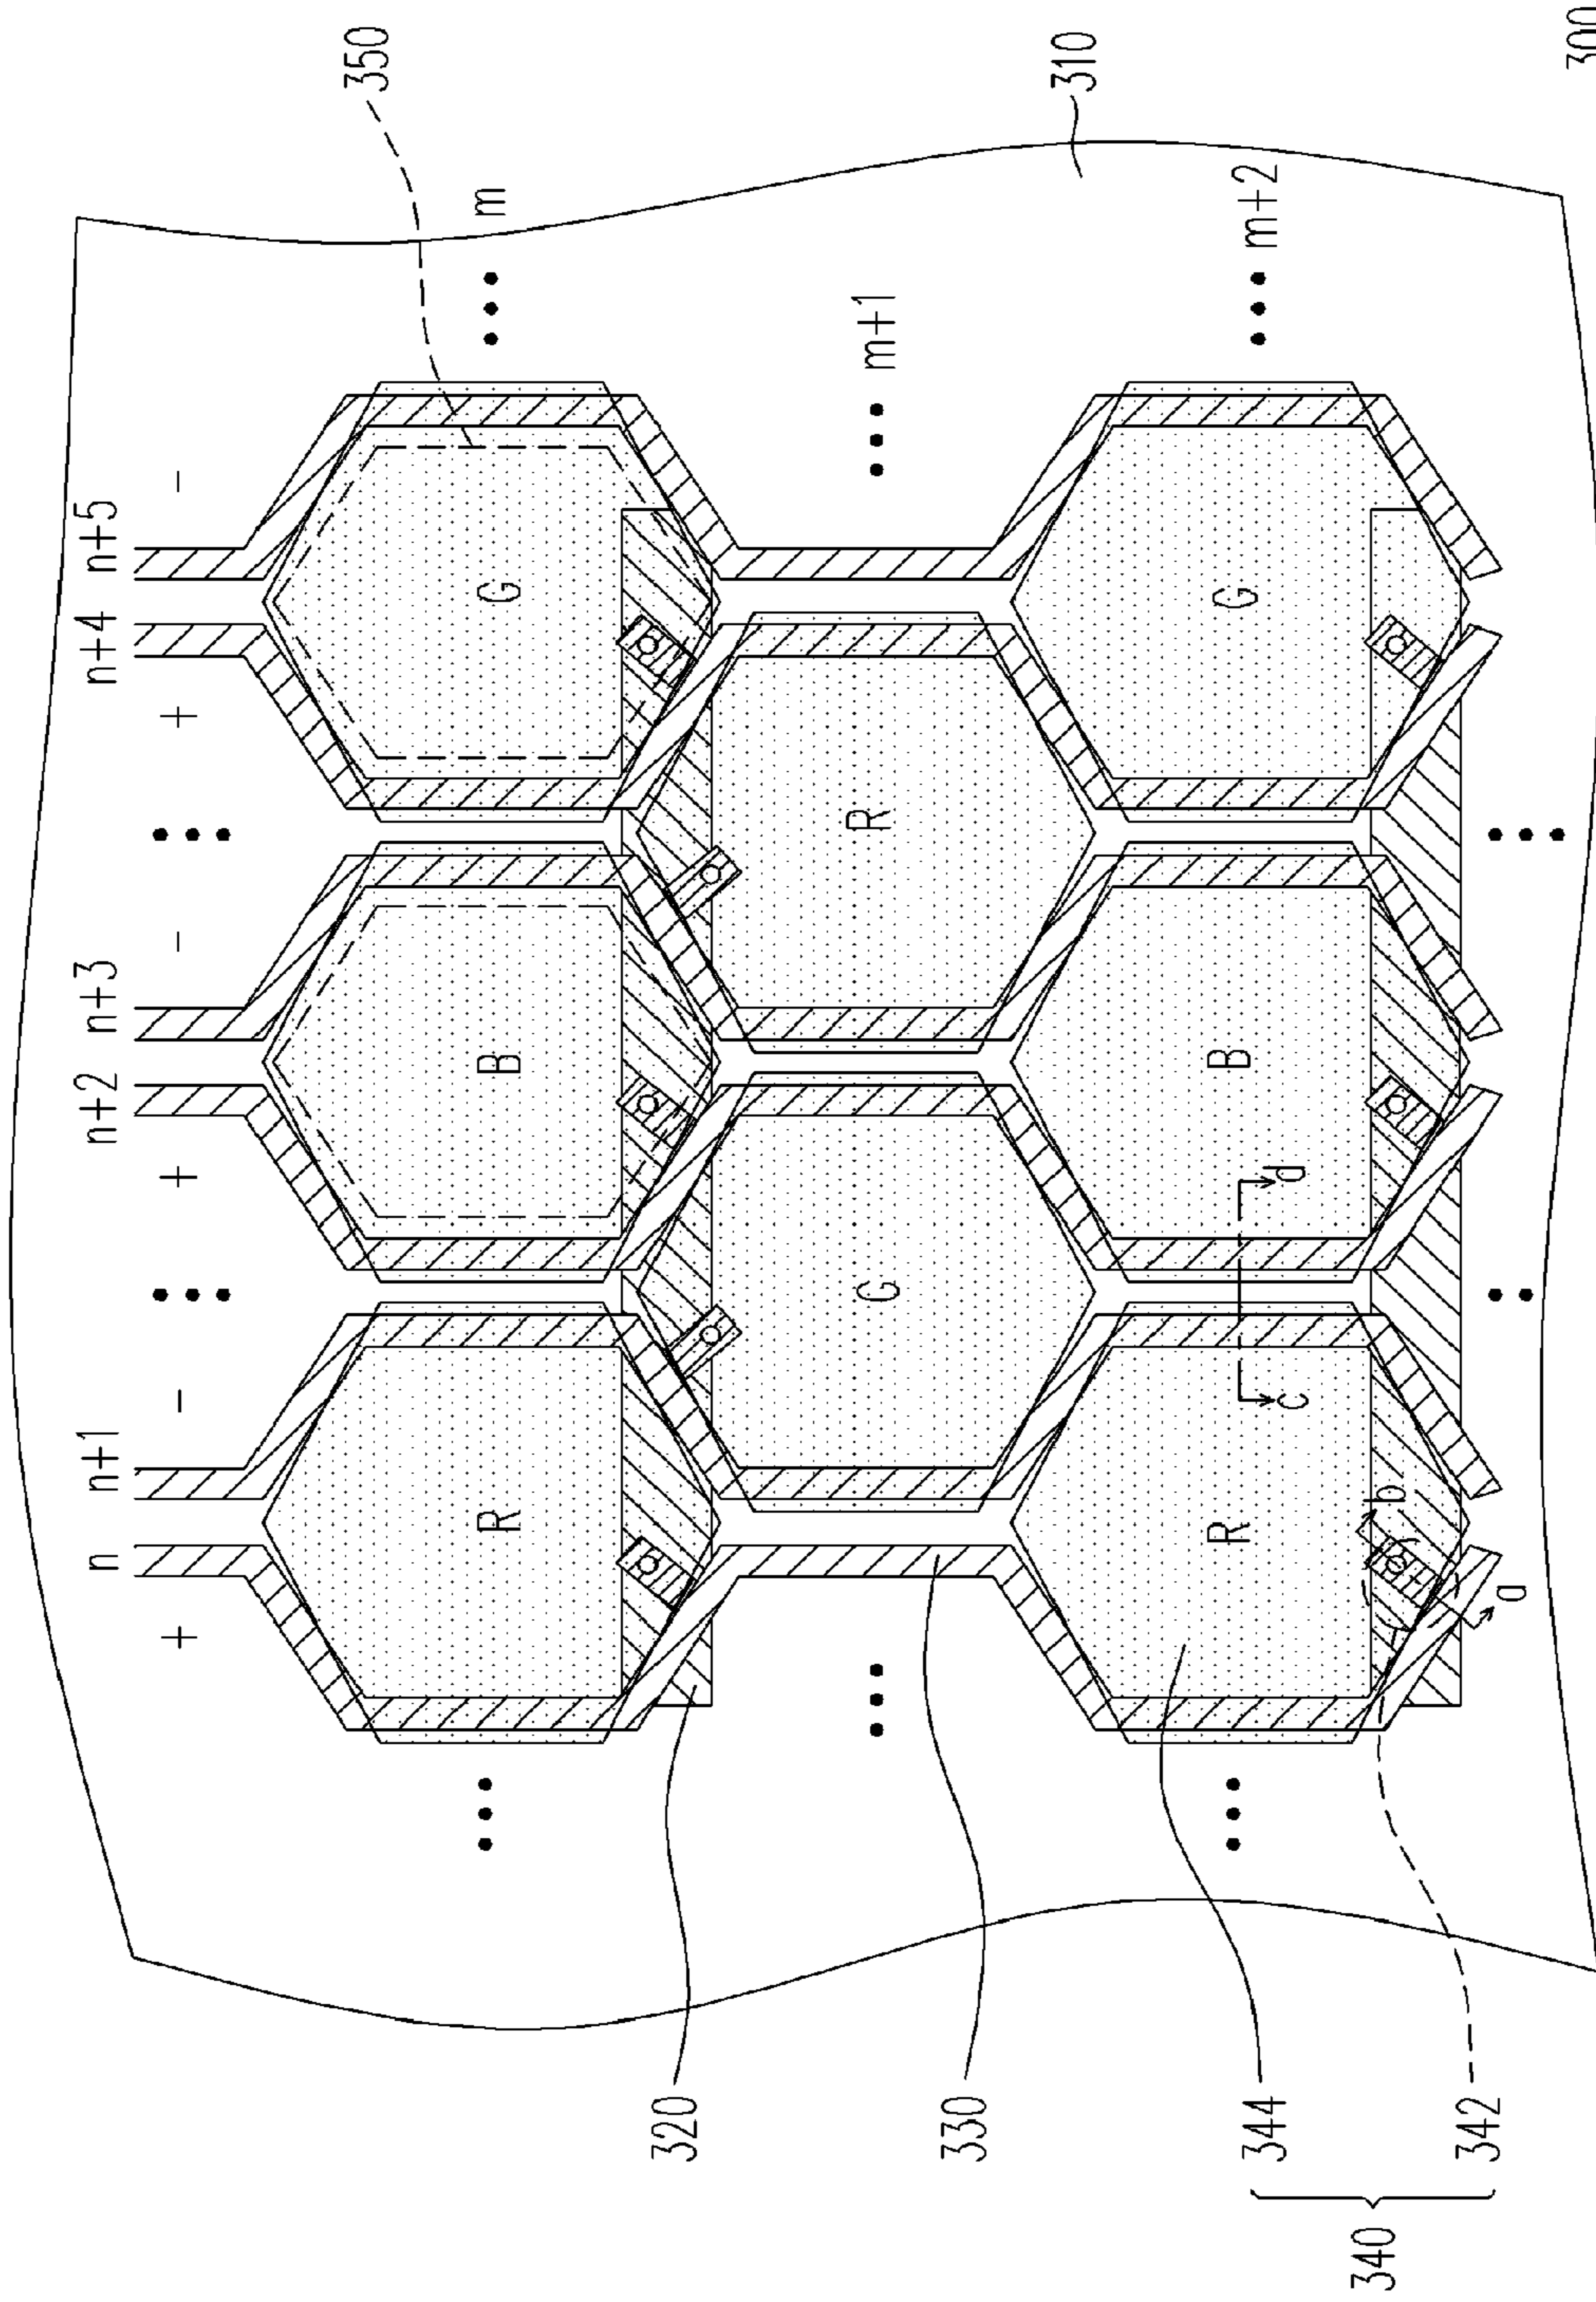 n n+1 n+2 n+3 n+4 n+5
+ - + - + -
350
R B G m
320
G R m+1
330
310
R B G m+2
344
c d
340
b
342
a
300